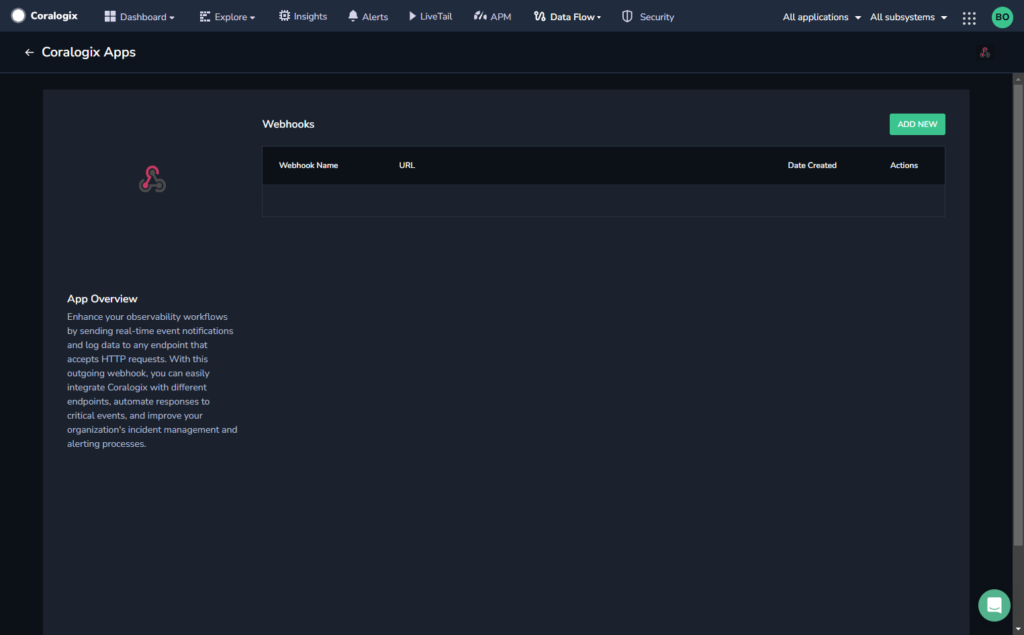 Coralogix Dashboard Explore Insights Alerts LiveTail APM Data Flow Security All applications All subsystems BO
Coralogix Apps
Webhooks ADD NEW
Webhook Name URL Date Created Actions
App Overview
Enhance your observability workflows
by sending real-time event notifications
and log data to any endpoint that
accepts HTTP requests. With this
outgoing webhook, you can easily
integrate Coralogix with different
endpoints, automate responses to
critical events, and improve your
organization's incident management and
alerting processes.